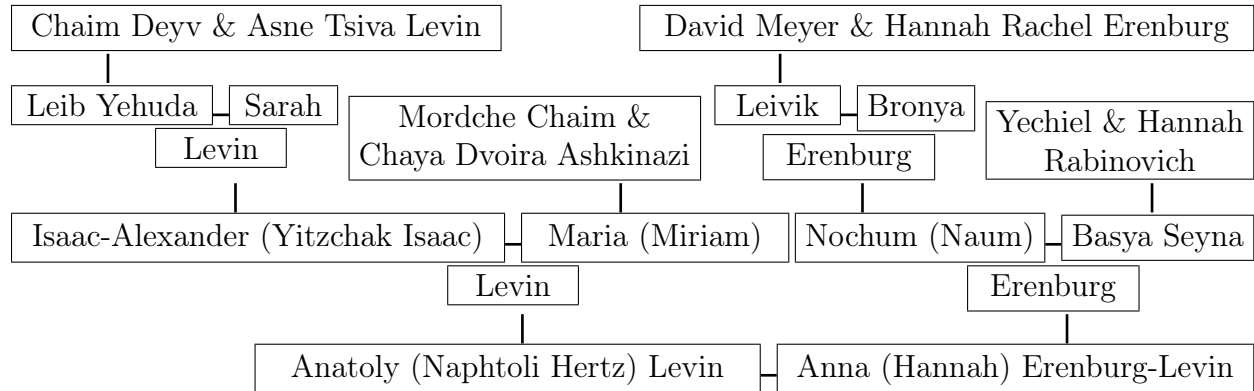 Chaim Deyv & Asne Tsiva Levin
David Meyer & Hannah Rachel Erenburg
Leib Yehuda
Sarah
Levin
Mordche Chaim &
Chaya Dvoira Ashkinazi
Leivik
Bronya
Erenburg
Yechiel & Hannah
Rabinovich
Isaac-Alexander (Yitzchak Isaac)
Maria (Miriam)
Nochum (Naum)
Basya Seyna
Levin
Erenburg
Anatoly (Naphtoli Hertz) Levin
Anna (Hannah) Erenburg-Levin